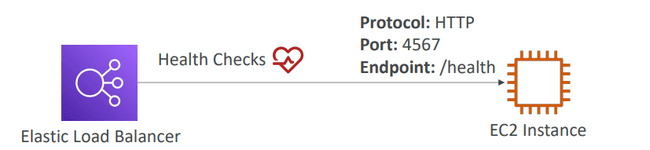 Protocol: HTTP
Port: 4567
Endpoint: /health
Health Checks
Elastic Load Balancer
EC2 Instance